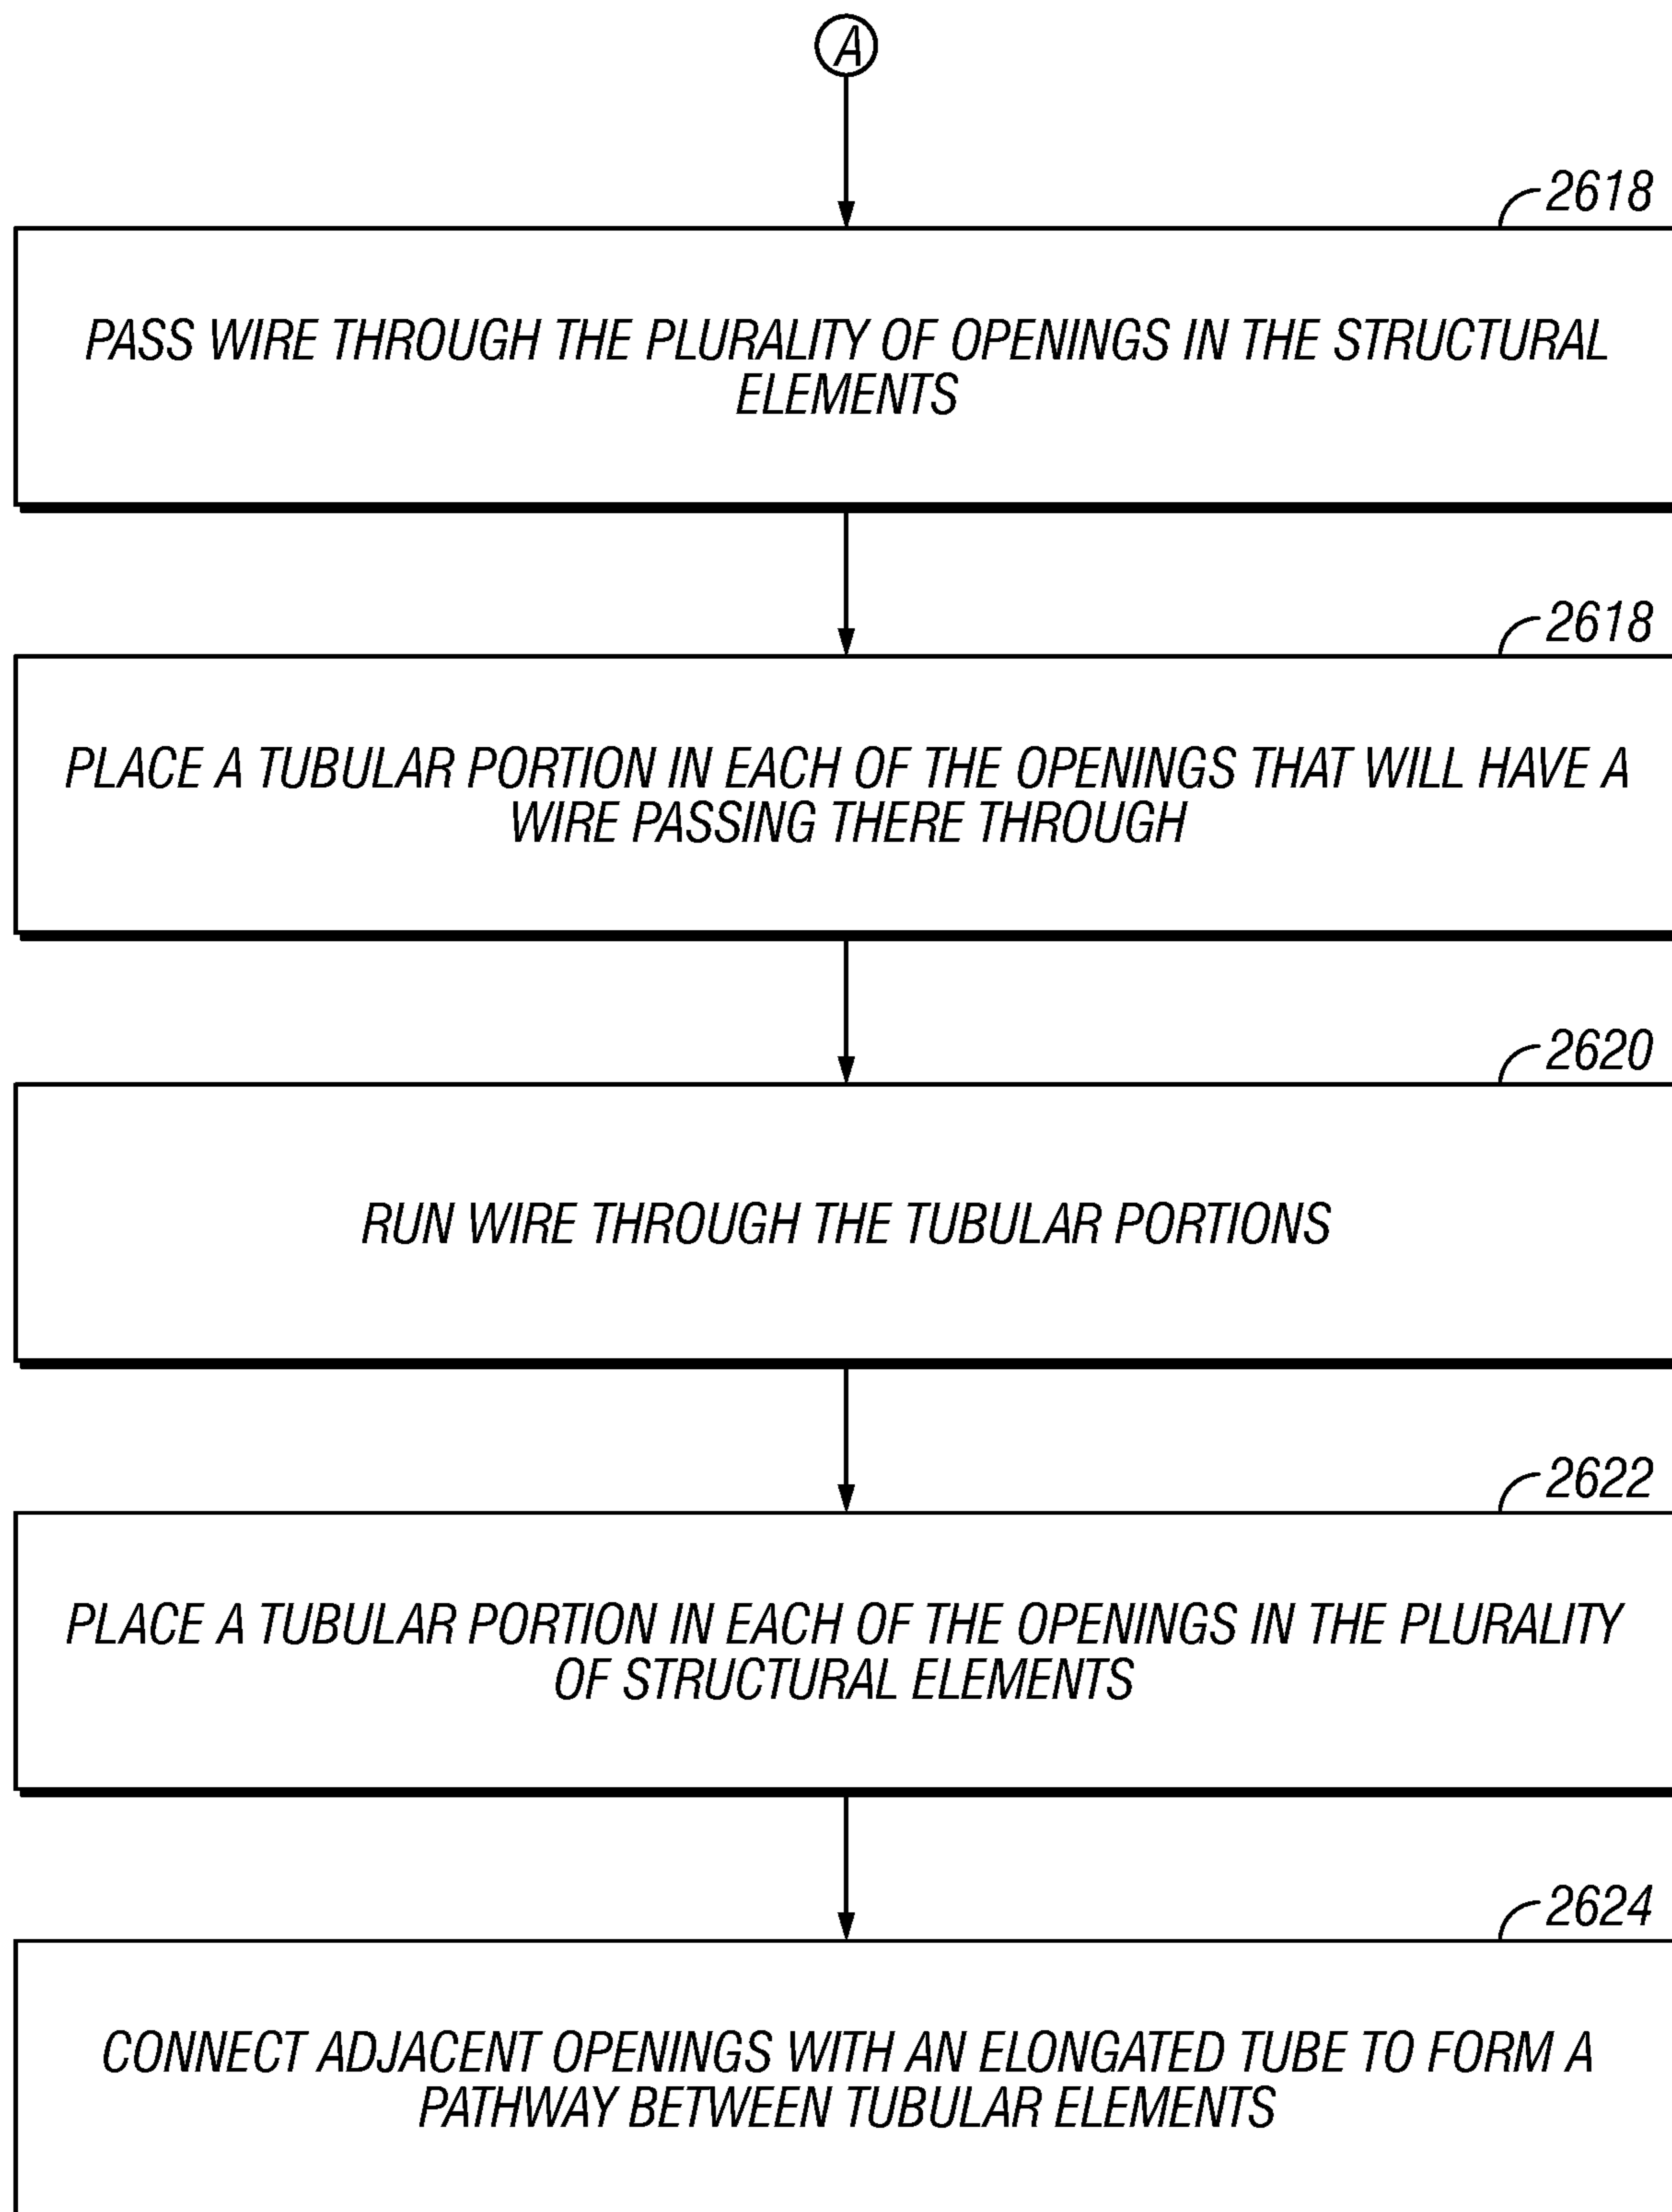 A
2618
PASS WIRE THROUGH THE PLURALITY OF OPENINGS IN THE STRUCTURAL
ELEMENTS
2618
PLACE A TUBULAR PORTION IN EACH OF THE OPENINGS THAT WILL HAVE A
WIRE PASSING THERE THROUGH
2620
RUN WIRE THROUGH THE TUBULAR PORTIONS
2622
PLACE A TUBULAR PORTION IN EACH OF THE OPENINGS IN THE PLURALITY
OF STRUCTURAL ELEMENTS
2624
CONNECT ADJACENT OPENINGS WITH AN ELONGATED TUBE TO FORM A
PATHWAY BETWEEN TUBULAR ELEMENTS